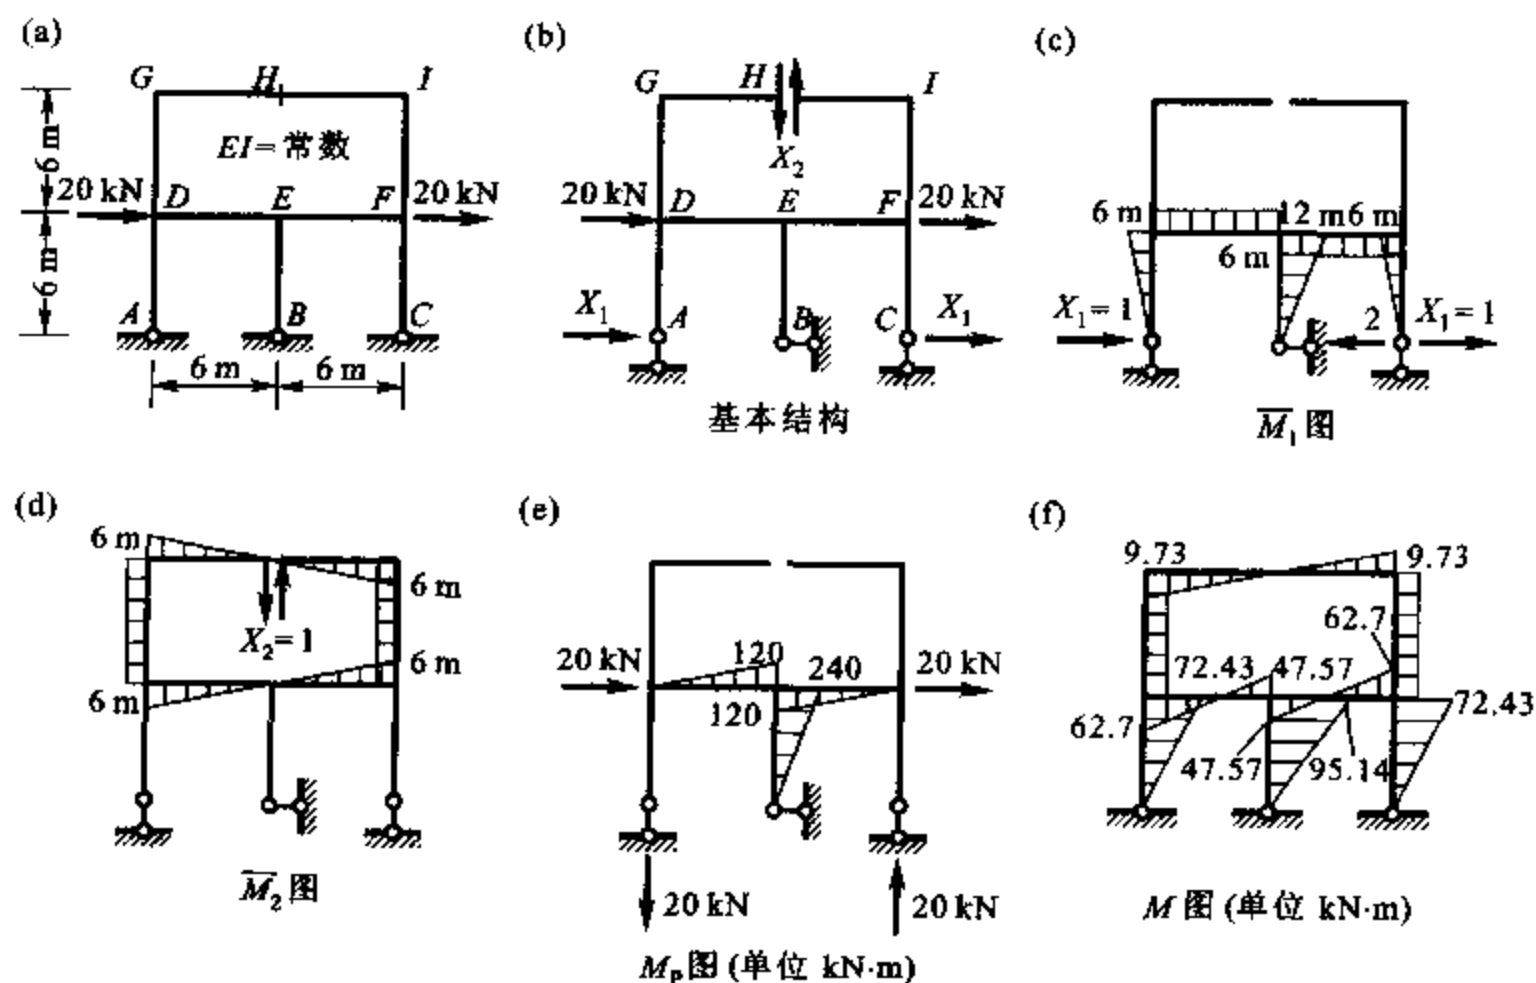 (a)
G H I
6 m
EI=常数
20 kN D E F 20 kN
6 m
A B C
6 m 6 m
(b)
G H I
X₂
20 kN D E F 20 kN
X₁ A B C X₁
基本结构
(c)
6 m 12 m 6 m
6 m
X₁=1 2 X₁=1
M̅₁图
(d)
6 m
6 m
X₂=1
6 m
6 m
M̅₂图
(e)
120
20 kN 240 20 kN
120
20 kN 20 kN
M_P图(单位 kN·m)
(f)
9.73 9.73
62.7
72.43 47.57
72.43
62.7
47.57 95.14
M 图(单位 kN·m)